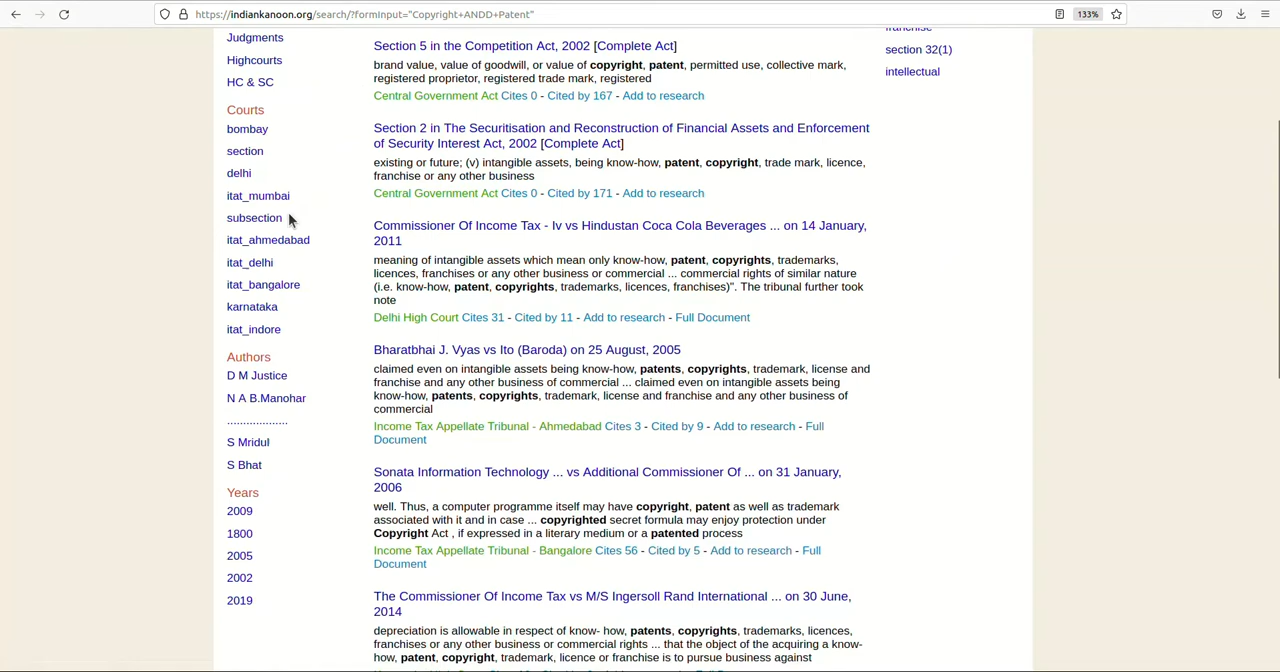 https://indiankanoon.org/search/?formInput="Copyright+ANDD+Patent"
133%
Judgments
Highcourts
HC & SC
Courts
bombay
section
delhi
itat_mumbai
subsection
itat_ahmedabad
itat_delhi
itat_bangalore
karnataka
itat_indore
Authors
D M Justice
N A B.Manohar
...................
S Mridul
S Bhat
Years
2009
1800
2005
2002
2019
Section 5 in the Competition Act, 2002 [Complete Act]
brand value, value of goodwill, or value of copyright, patent, permitted use, collective mark,
registered proprietor, registered trade mark, registered
Central Government Act Cites 0 - Cited by 167 - Add to research
Section 2 in The Securitisation and Reconstruction of Financial Assets and Enforcement
of Security Interest Act, 2002 [Complete Act]
existing or future; (v) intangible assets, being know-how, patent, copyright, trade mark, licence,
franchise or any other business
Central Government Act Cites 0 - Cited by 171 - Add to research
Commissioner Of Income Tax - Iv vs Hindustan Coca Cola Beverages ... on 14 January,
2011
meaning of intangible assets which mean only know-how, patent, copyrights, trademarks,
licences, franchises or any other business or commercial ... commercial rights of similar nature
(i.e. know-how, patent, copyrights, trademarks, licences, franchises)". The tribunal further took
note
Delhi High Court Cites 31 - Cited by 11 - Add to research - Full Document
Bharatbhai J. Vyas vs Ito (Baroda) on 25 August, 2005
claimed even on intangible assets being know-how, patents, copyrights, trademark, license and
franchise and any other business of commercial ... claimed even on intangible assets being
know-how, patents, copyrights, trademark, license and franchise and any other business of
commercial
Income Tax Appellate Tribunal - Ahmedabad Cites 3 - Cited by 9 - Add to research - Full
Document
Sonata Information Technology ... vs Additional Commissioner Of ... on 31 January,
2006
well. Thus, a computer programme itself may have copyright, patent as well as trademark
associated with it and in case ... copyrighted secret formula may enjoy protection under
Copyright Act , if expressed in a literary medium or a patented process
Income Tax Appellate Tribunal - Bangalore Cites 56 - Cited by 5 - Add to research - Full
Document
The Commissioner Of Income Tax vs M/S Ingersoll Rand International ... on 30 June,
2014
depreciation is allowable in respect of know- how, patents, copyrights, trademarks, licences,
franchises or any other business or commercial rights ... that the object of the acquiring a know-
how, patent, copyright, trademark, licence or franchise is to pursue business against
franchise
section 32(1)
intellectual